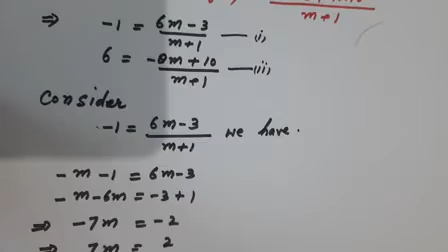 ⇒ -1 = 6m-3/m+1 —(i)
m+1
6 = -8m+10/m+1 —(ii)
Consider
-1 = 6m-3/m+1 we have.
-m-1 = 6m-3
-m-6m = -3+1
⇒ -7m = -2
⇒ 7m = 2